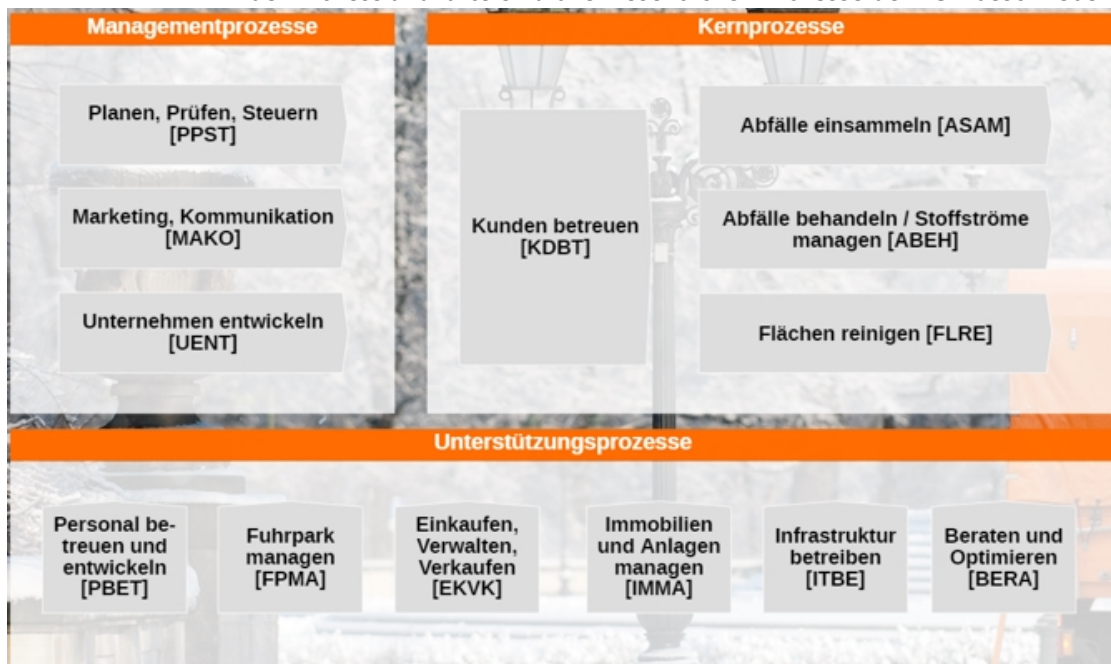 Managementprozesse
Planen, Prüfen, Steuern
[PPST]
Marketing, Kommunikation
[MAKO]
Unternehmen entwickeln
[UENT]
Kernprozesse
Kunden betreuen
[KDBT]
Abfälle einsammeln [ASAM]
Abfälle behandeln / Stoffströme
managen [ABEH]
Flächen reinigen [FLRE]
Unterstützungsprozesse
Personal be-
treuen und
entwickeln
[PBET]
Fuhrpark
managen
[FPMA]
Einkaufen,
Verwalten,
Verkaufen
[EKVK]
Immobilien
und Anlagen
managen
[IMMA]
Infrastruktur
betreiben
[ITBE]
Beraten und
Optimieren
[BERA]